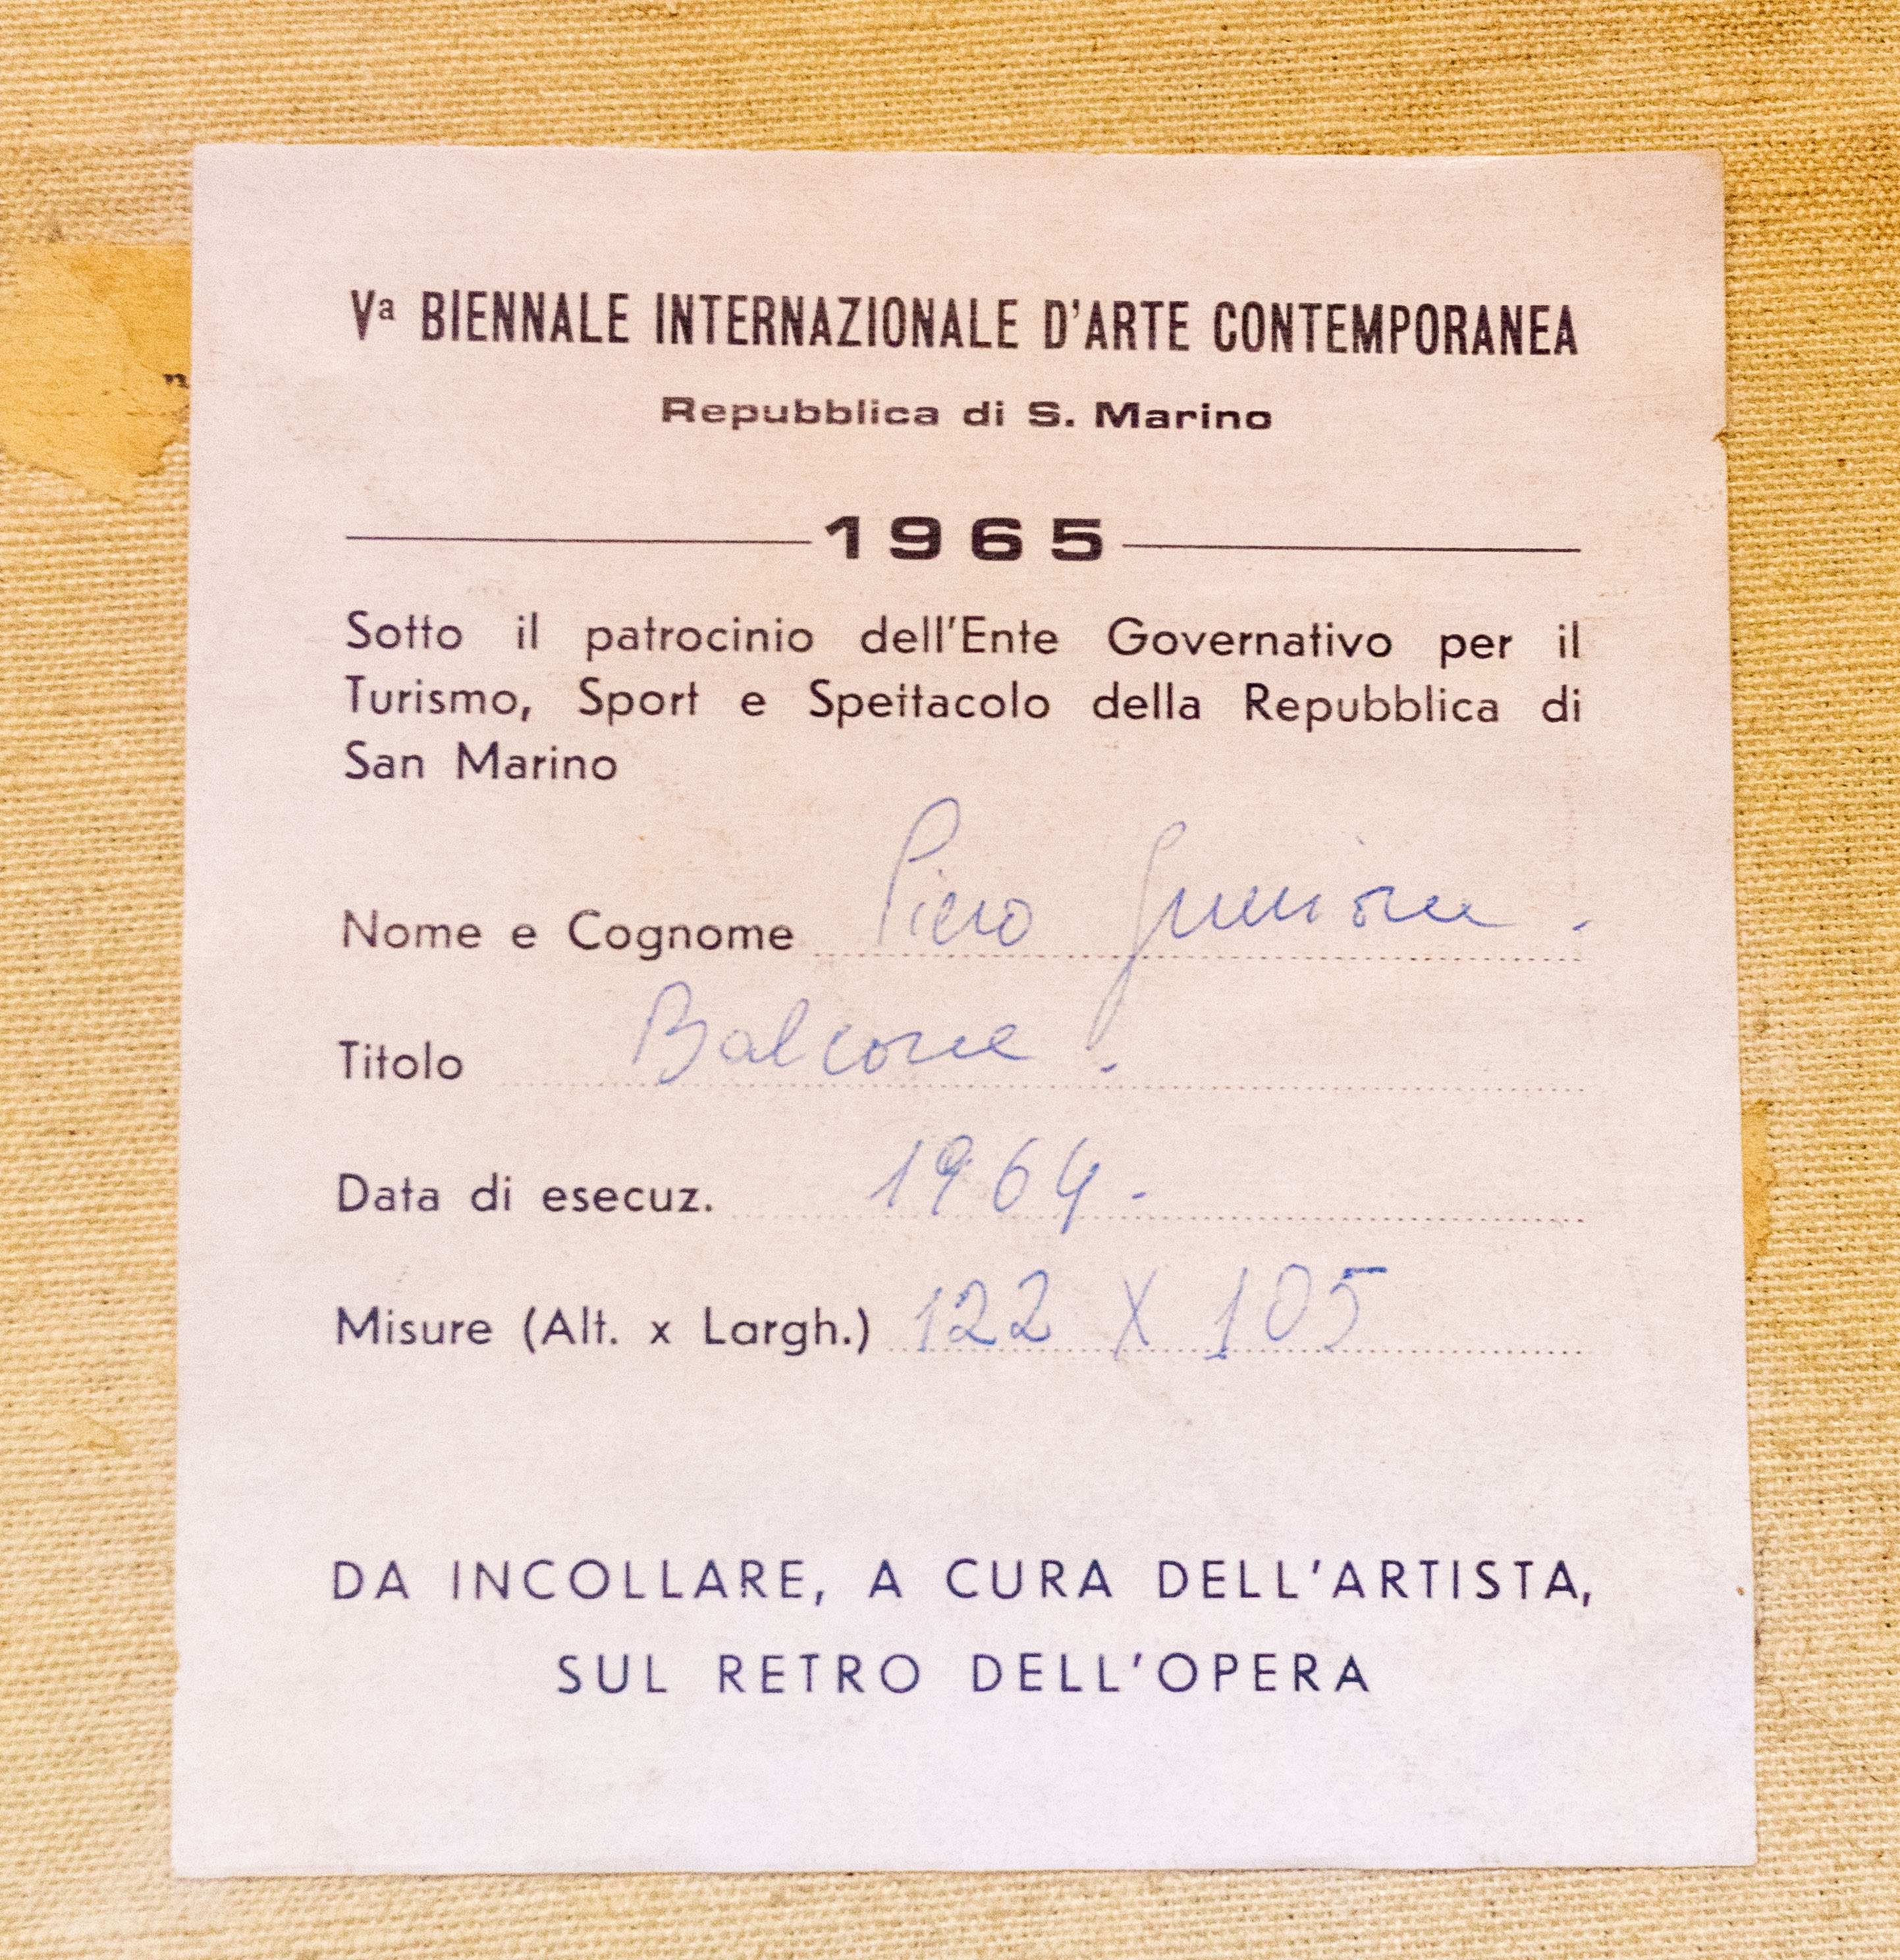 Vª BIENNALE INTERNAZIONALE D'ARTE CONTEMPORANEA
Repubblica di S. Marino
1965
Sotto il patrocinio dell'Ente Governativo per il
Turismo, Sport e Spettacolo della Repubblica di
San Marino
Nome e Cognome Piero Guccione.
Titolo Balcone.
Data di esecuz. 1964.
Misure (Alt. x Largh.) 122 X 105
DA INCOLLARE, A CURA DELL'ARTISTA,
SUL RETRO DELL'OPERA